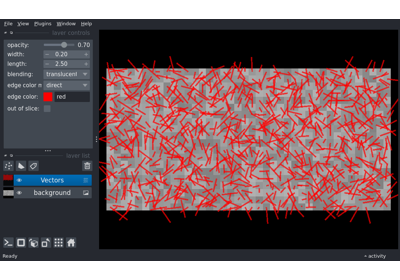 File View Plugins Window Help
layer controls
opacity: 0.70
width: 0.20
length: 2.50
blending: translucent
edge color m direct
edge color: red
out of slice:
layer list
Vectors
background
Ready
activity